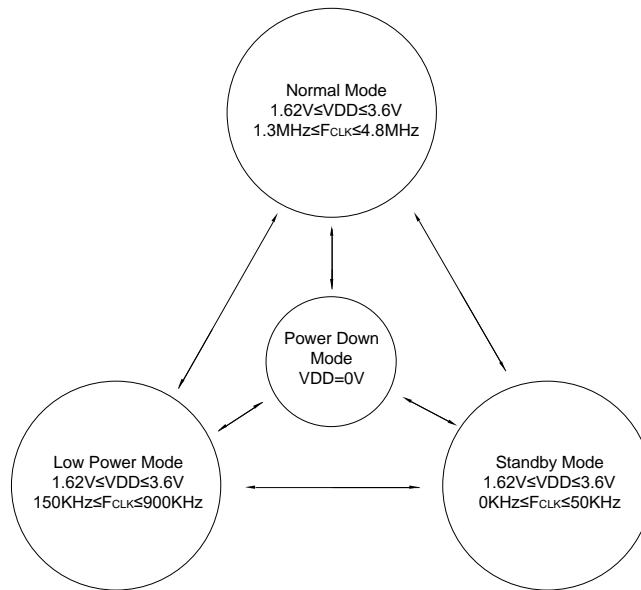 Normal Mode
1.62V≤VDD≤3.6V
1.3MHz≤FCLK≤4.8MHz
Power Down
Mode
VDD=0V
Low Power Mode
1.62V≤VDD≤3.6V
150KHz≤FCLK≤900KHz
Standby Mode
1.62V≤VDD≤3.6V
0KHz≤FCLK≤50KHz